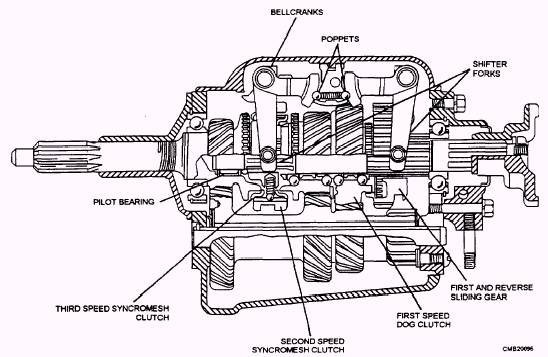 BELLCRANKS
POPPETS
SHIFTER
FORKS
PILOT BEARING
THIRD SPEED SYNCROMESH
CLUTCH
SECOND SPEED
SYNCROMESH CLUTCH
FIRST SPEED
DOG CLUTCH
FIRST AND REVERSE
SLIDING GEAR
CMB20096